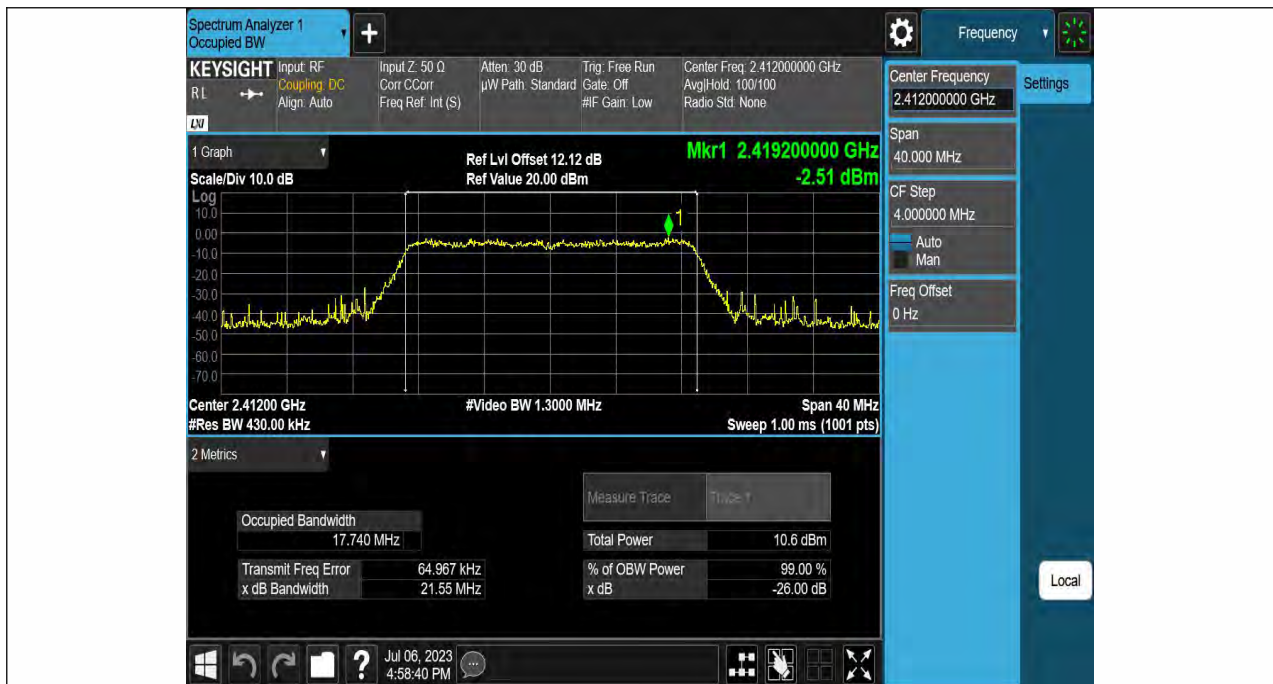 Spectrum Analyzer 1
Occupied BW
+
Frequency
KEYSIGHT
R L
LXI
Input: RF
Coupling: DC
Align: Auto
Input Z: 50 Ω
Corr CCorr
Freq Ref: Int (S)
Atten: 30 dB
µW Path: Standard
Trig: Free Run
Gate: Off
#IF Gain: Low
Center Freq: 2.412000000 GHz
Avg|Hold: 100/100
Radio Std: None
Center Frequency
2.412000000 GHz
Settings
Span
40.000 MHz
CF Step
4.000000 MHz
Auto
Man
Freq Offset
0 Hz
Local
1 Graph
Scale/Div 10.0 dB
Ref Lvl Offset 12.12 dB
Ref Value 20.00 dBm
Mkr1 2.419200000 GHz
-2.51 dBm
Log
10.0
0.00
-10.0
-20.0
-30.0
-40.0
-50.0
-60.0
-70.0
1
Center 2.41200 GHz
#Video BW 1.3000 MHz
Span 40 MHz
#Res BW 430.00 kHz
Sweep 1.00 ms (1001 pts)
2 Metrics
Measure Trace
Trace 1
Occupied Bandwidth
17.740 MHz
Total Power 10.6 dBm
Transmit Freq Error 64.967 kHz
% of OBW Power 99.00 %
x dB Bandwidth 21.55 MHz
x dB -26.00 dB
?
Jul 06, 2023
4:58:40 PM